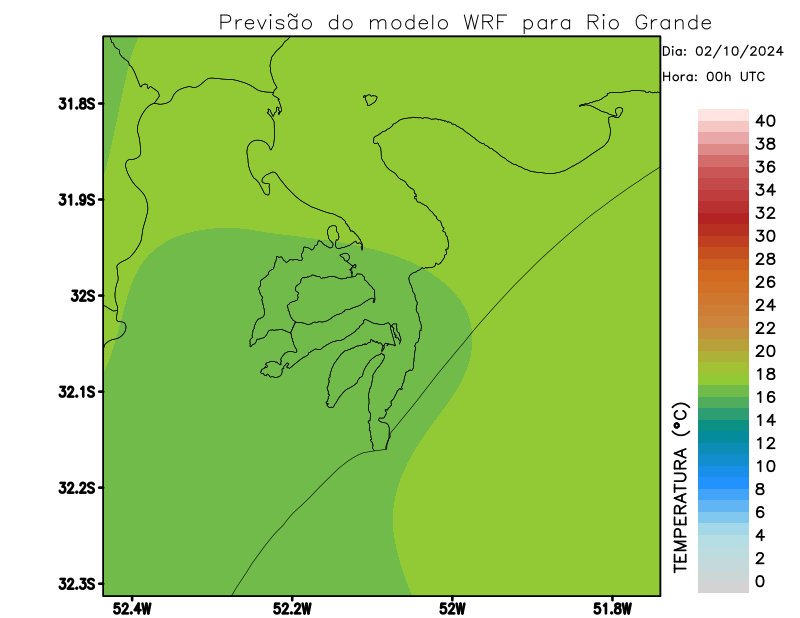 Previsão do modelo WRF para Rio Grande
Dia: 02/10/2024
Hora: 00h UTC
31.8S
31.9S
32S
32.1S
32.2S
32.3S
52.4W
52.2W
52W
51.8W
TEMPERATURA (°C)
40
38
36
34
32
30
28
26
24
22
20
18
16
14
12
10
8
6
4
2
0